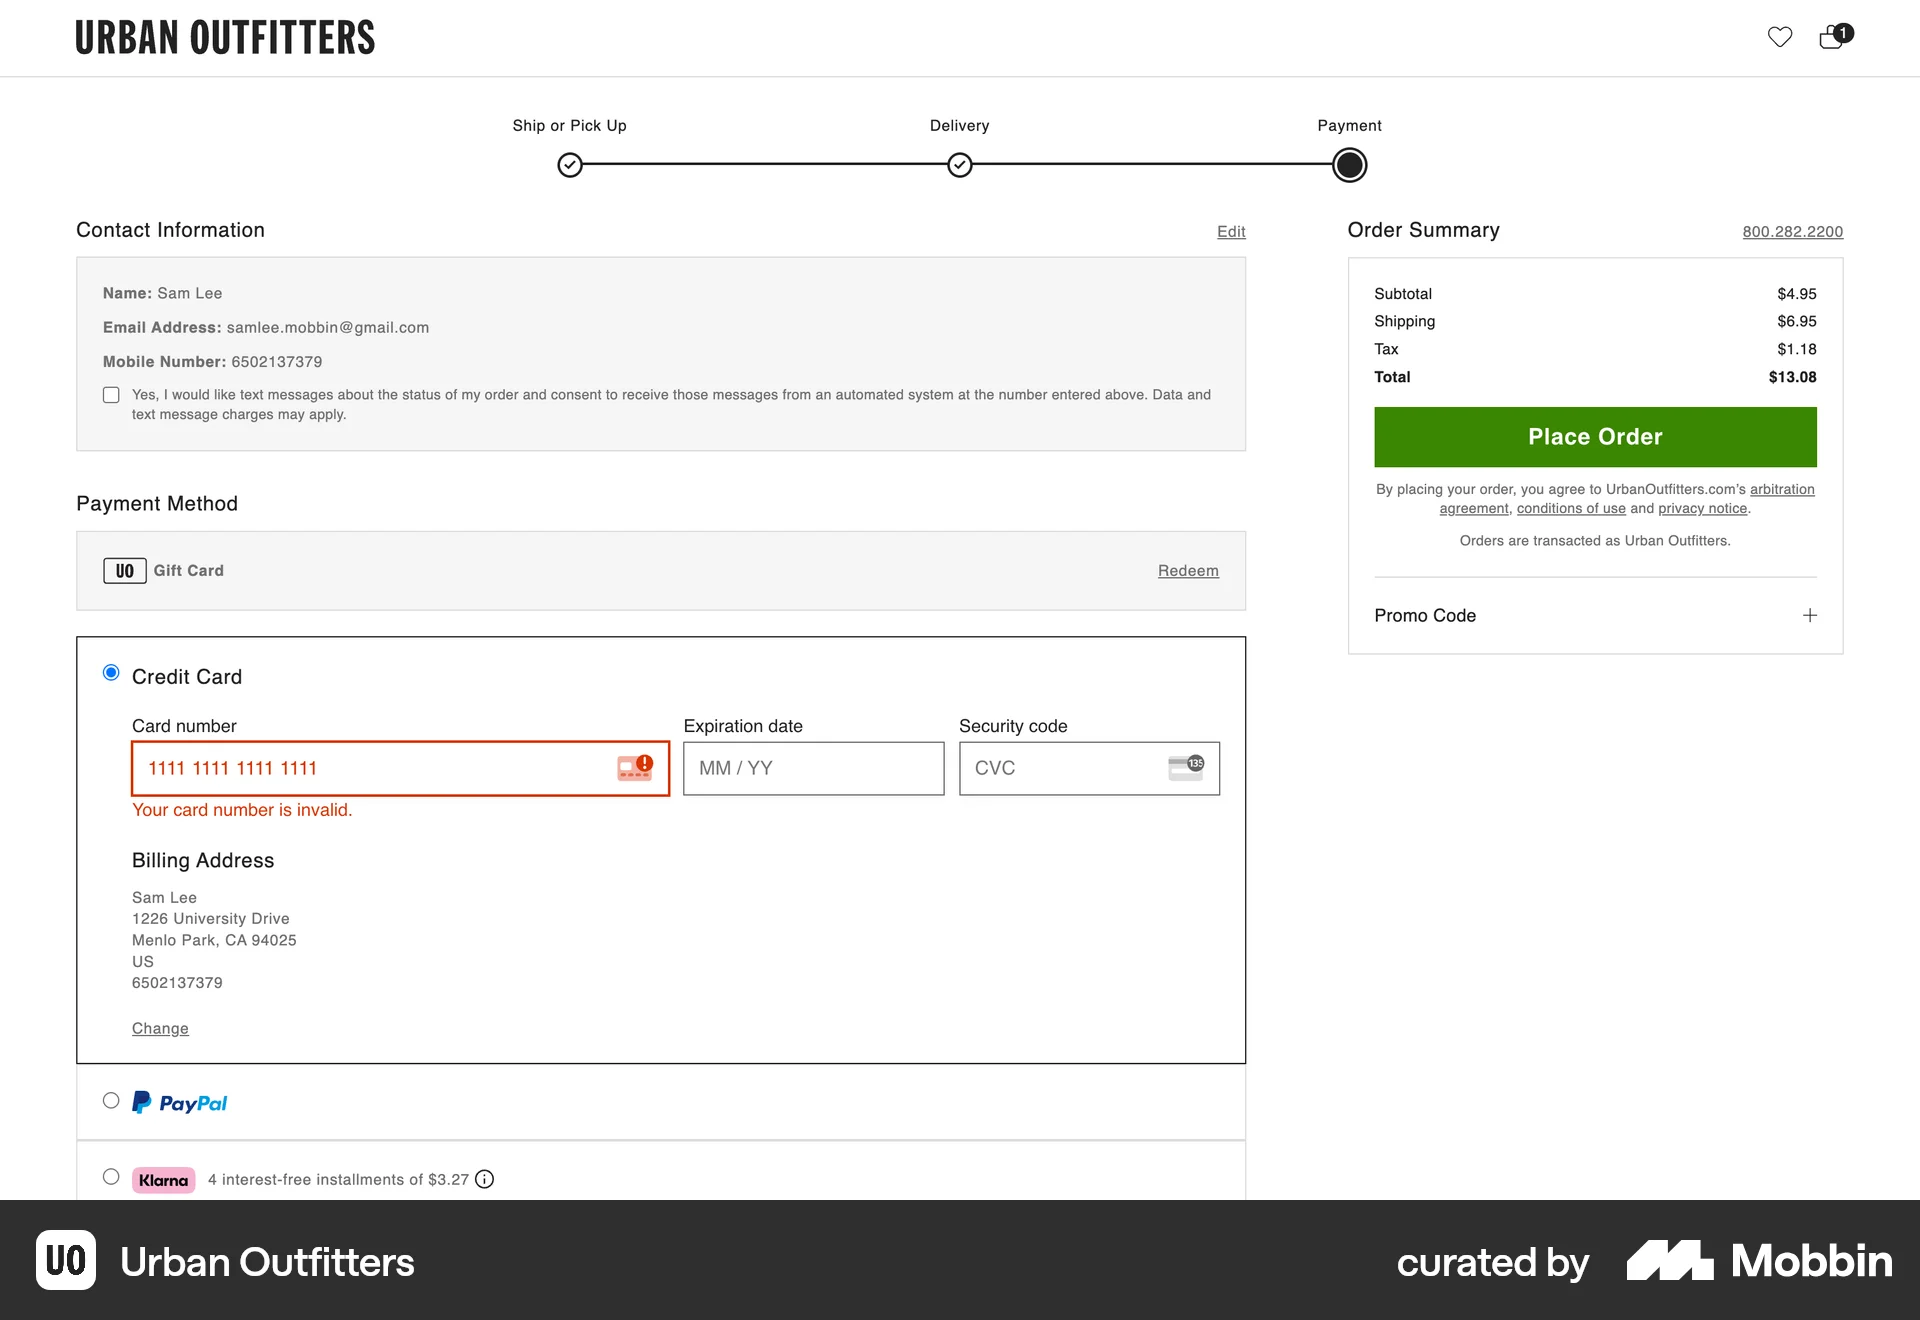 URBAN OUTFITTERS
1
Ship or Pick Up
Delivery
Payment
Contact Information
Edit
Name: Sam Lee
Email Address: samlee.mobbin@gmail.com
Mobile Number: 6502137379
Yes, I would like text messages about the status of my order and consent to receive those messages from an automated system at the number entered above. Data and
text message charges may apply.
Payment Method
UO Gift Card
Redeem
Credit Card
Card number
Expiration date
Security code
1111 1111 1111 1111
!
MM / YY
CVC
135
Your card number is invalid.
Billing Address
Sam Lee
1226 University Drive
Menlo Park, CA 94025
US
6502137379
Change
PayPal
Klarna 4 interest-free installments of $3.27
Order Summary
800.282.2200
Subtotal $4.95
Shipping $6.95
Tax $1.18
Total $13.08
Place Order
By placing your order, you agree to UrbanOutfitters.com's arbitration
agreement, conditions of use and privacy notice.
Orders are transacted as Urban Outfitters.
Promo Code
UO Urban Outfitters
curated by Mobbin